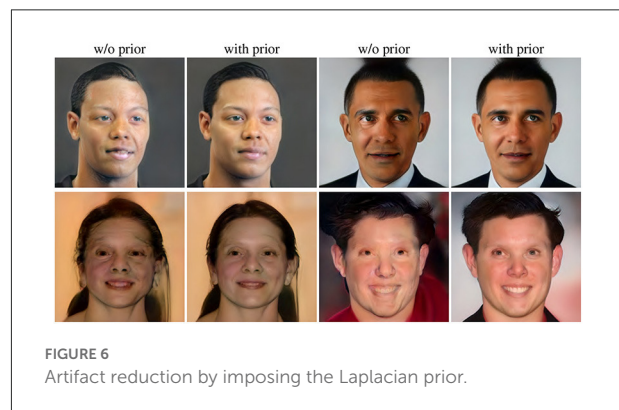 w/o prior with prior w/o prior with prior
FIGURE 6
Artifact reduction by imposing the Laplacian prior.